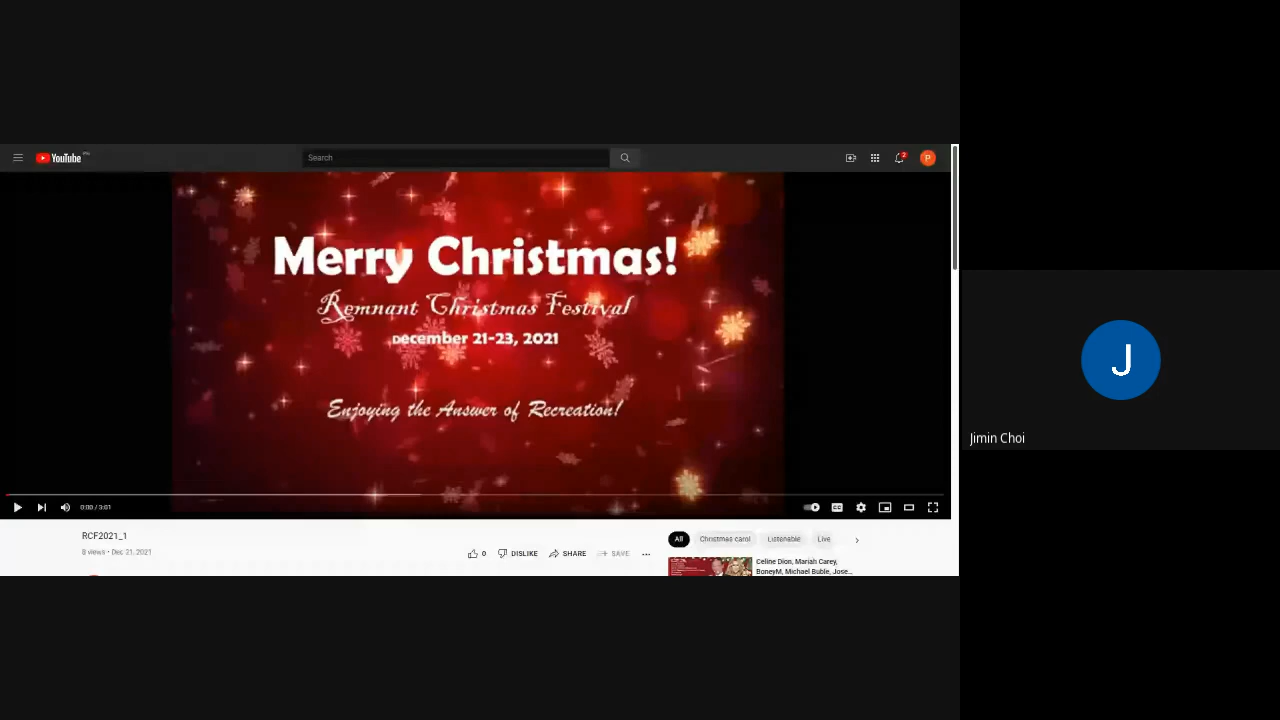 YouTube
Search
2
P
Merry Christmas!
Remnant Christmas Festival
December 21-23, 2021
Enjoying the Answer of Recreation!
0:00 / 3:01
RCF2021_1
8 views • Dec 21, 2021
0
DISLIKE
SHARE
SAVE
All
Christmas carol
Listenable
Live
Celine Dion, Mariah Carey,
BoneyM, Michael Buble, Jose...
J
Jimin Choi